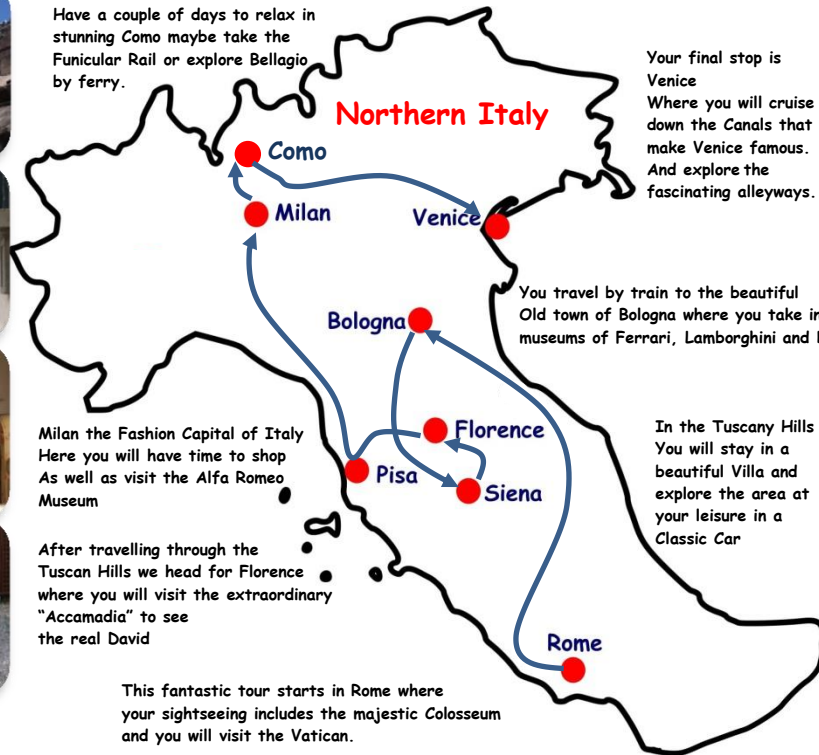 Have a couple of days to relax in
stunning Como maybe take the
Funicular Rail or explore Bellagio
by ferry.
Your final stop is
Venice
Where you will cruise
down the Canals that
make Venice famous.
And explore the
fascinating alleyways.
Northern Italy
Como
Milan
Venice
You travel by train to the beautiful
Old town of Bologna where you take in
museums of Ferrari, Lamborghini and
Bologna
Florence
Pisa
Siena
In the Tuscany Hills
You will stay in a
beautiful Villa and
explore the area at
your leisure in a
Classic Car
Milan the Fashion Capital of Italy
Here you will have time to shop
As well as visit the Alfa Romeo
Museum
After travelling through the
Tuscan Hills we head for Florence
where you will visit the extraordinary
“Accamadia” to see
the real David
Rome
This fantastic tour starts in Rome where
your sightseeing includes the majestic Colosseum
and you will visit the Vatican.